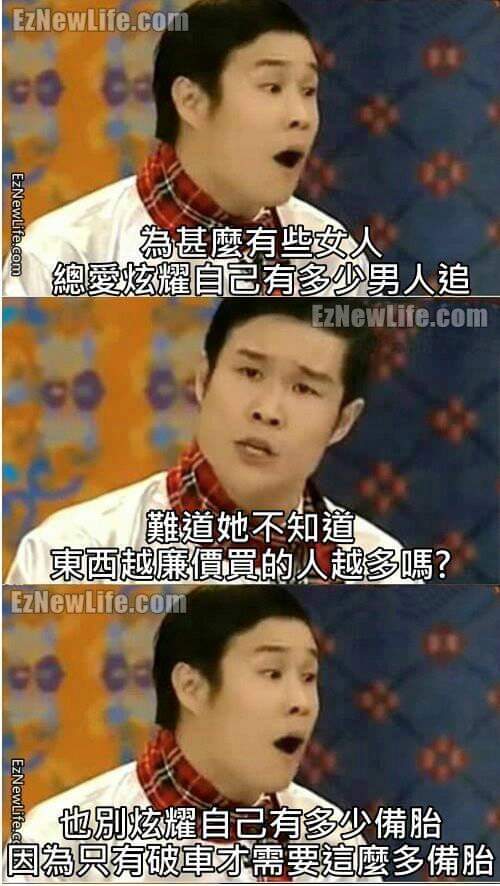 EzNewLife.com
EzNewLife.com
為甚麼有些女人
總愛炫耀自己有多少男人追
EzNewLife.com
難道她不知道
東西越廉價買的人越多嗎?
EzNewLife.com
EzNewLife.c
也別炫耀自己有多少備胎
因為只有破車才需要這麼多備胎